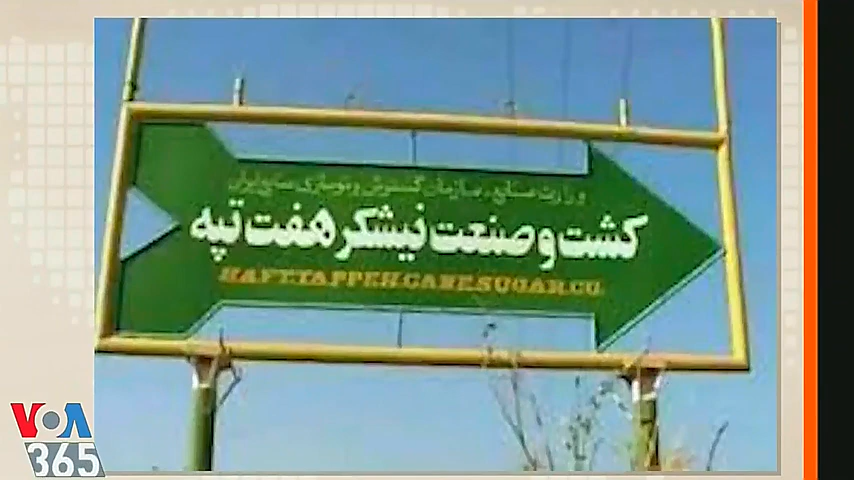 وزارت صنایع، سازمان گسترش و نوسازی صنایع ایران
کشت و صنعت نیشکر هفت تپه
HAFT.TAPPEH.CANE.SUGAR.CO
VOA
365